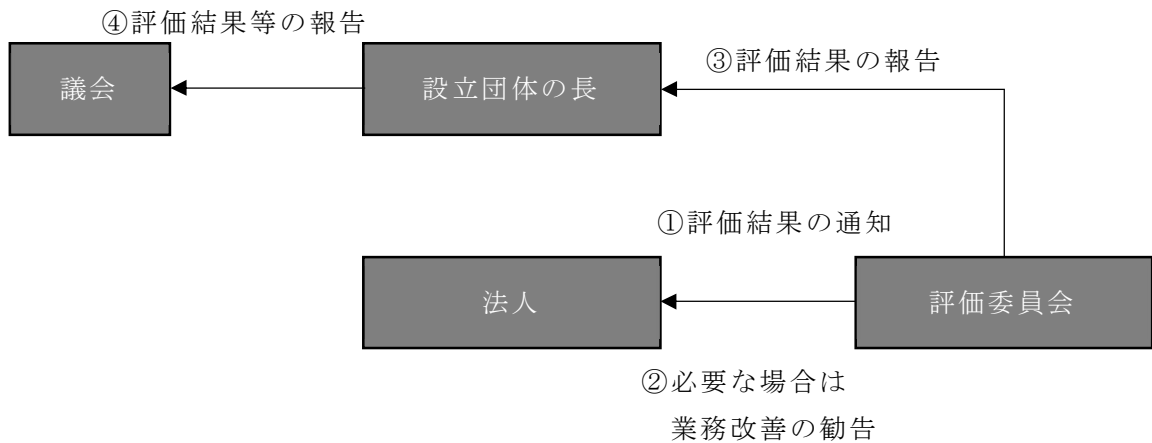 ④評価結果等の報告
議会
設立団体の長
③評価結果の報告
①評価結果の通知
法人
評価委員会
②必要な場合は
業務改善の勧告